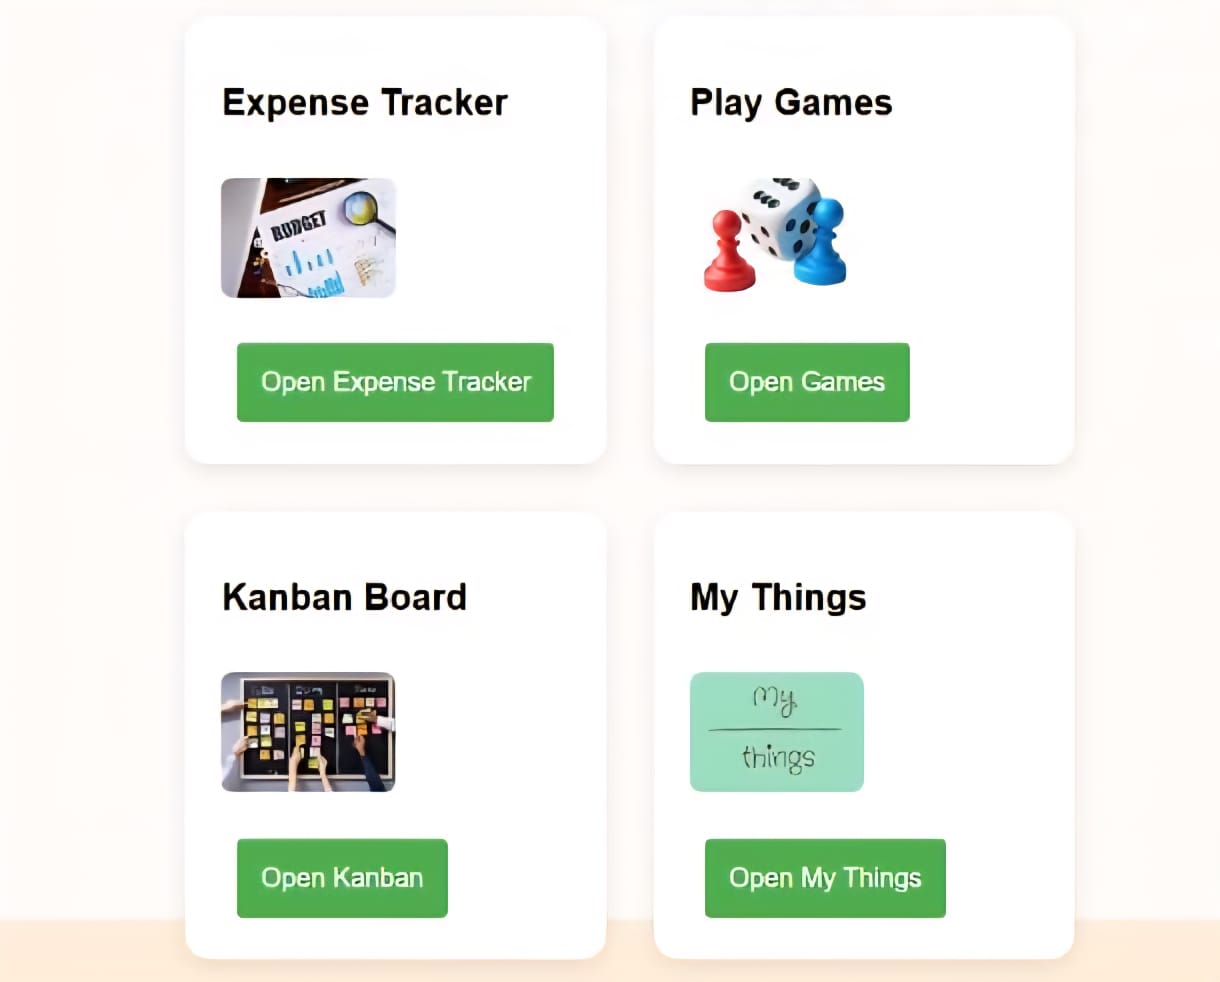 Expense Tracker
BUDGET
Open Expense Tracker
Play Games
Open Games
Kanban Board
Open Kanban
My Things
my
things
Open My Things